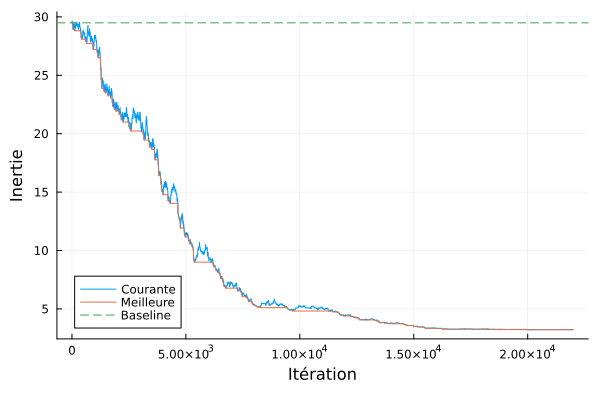 30
25
20
15
10
5
Inertie
Courante
Meilleure
Baseline
0
5.00×10³
1.00×10⁴
1.50×10⁴
2.00×10⁴
Itération